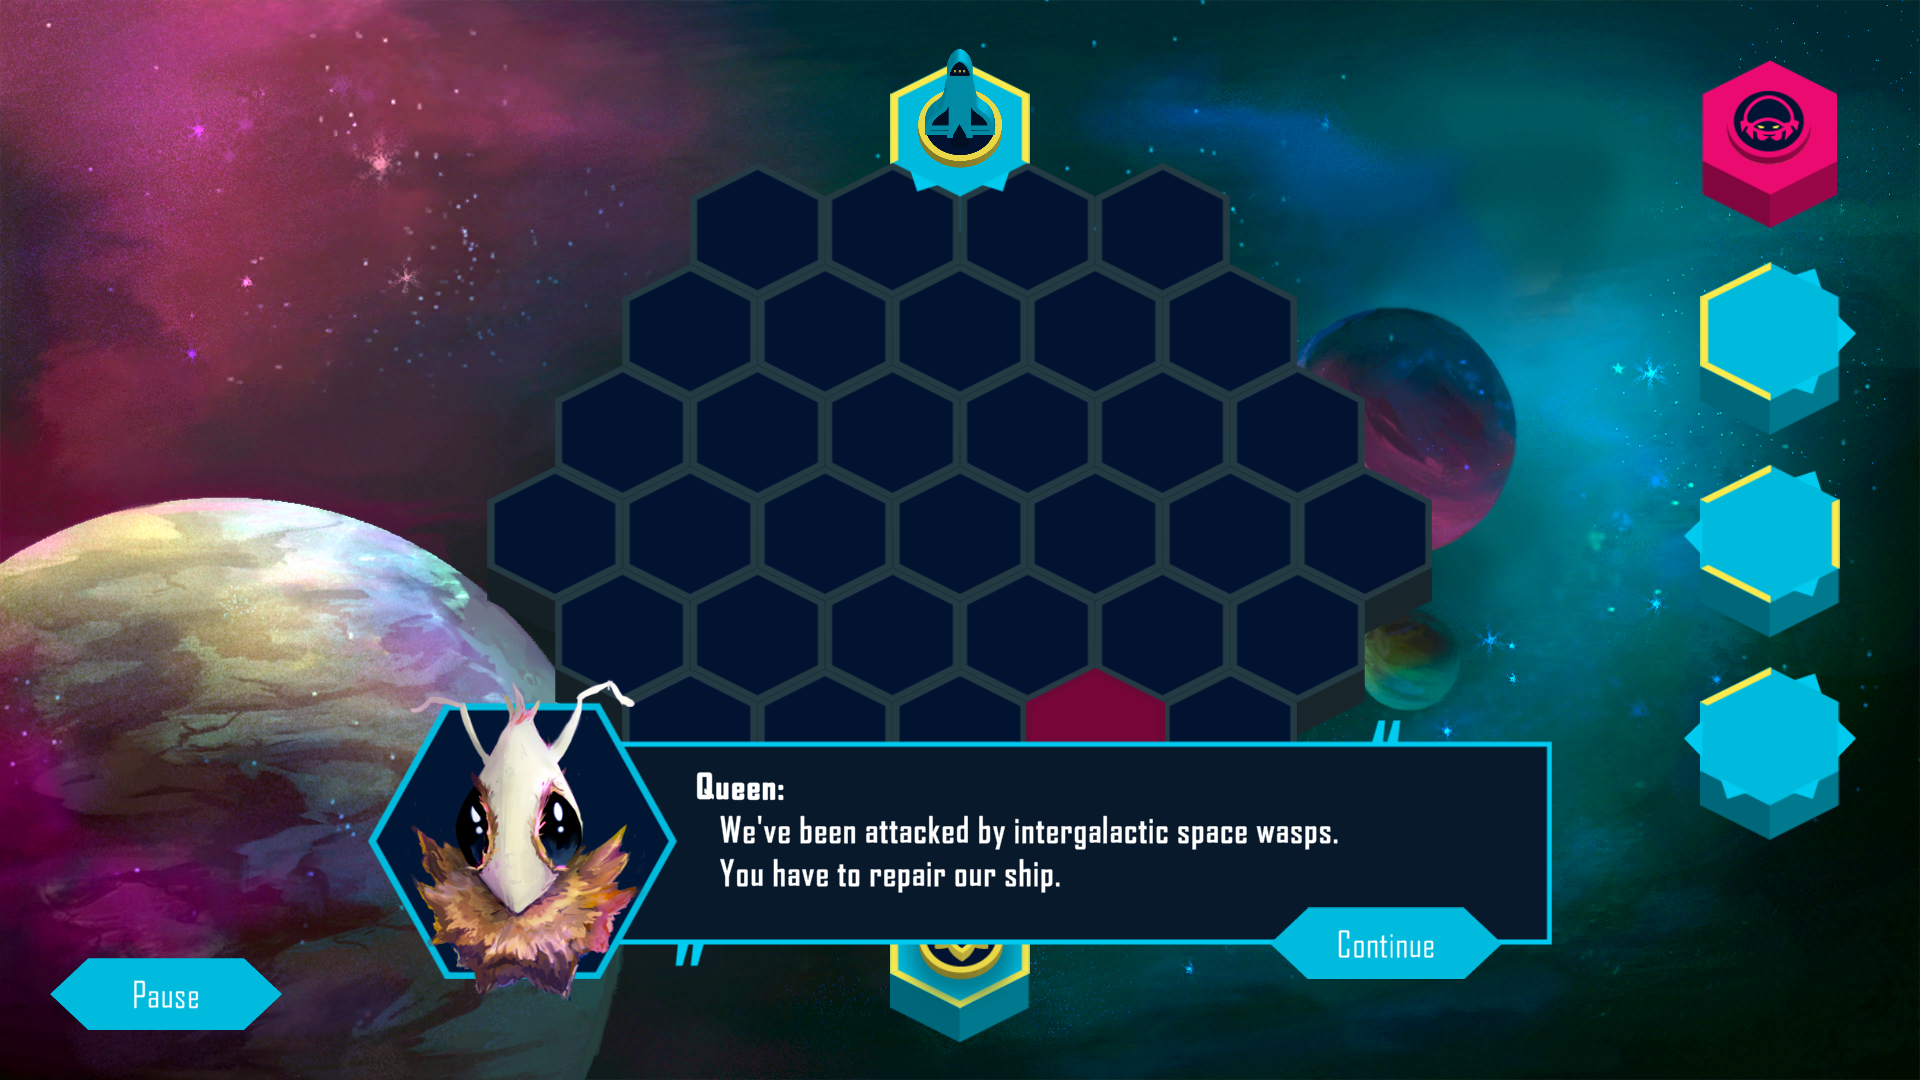 Queen:
We've been attacked by intergalactic space wasps.
You have to repair our ship.
Continue
Pause